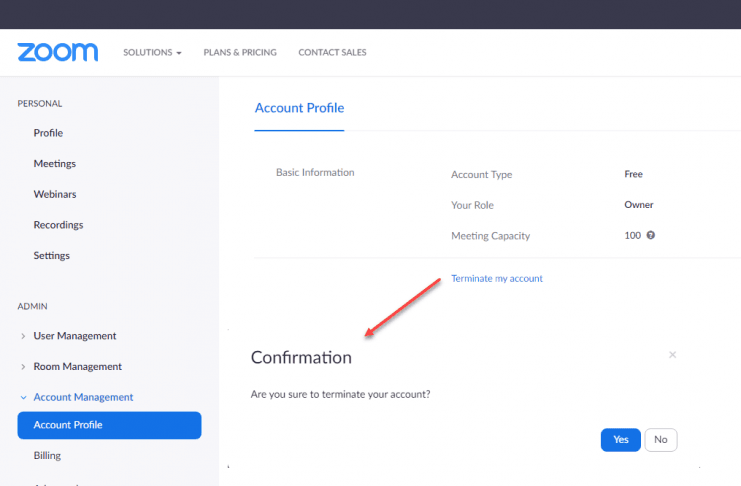 zoom
SOLUTIONS
PLANS & PRICING
CONTACT SALES
PERSONAL
Profile
Meetings
Webinars
Recordings
Settings
ADMIN
User Management
Room Management
Account Management
Account Profile
Billing
Account Profile
Basic Information
Account Type Free
Your Role Owner
Meeting Capacity 100 ?
Terminate my account
Confirmation ×
Are you sure to terminate your account?
Yes No